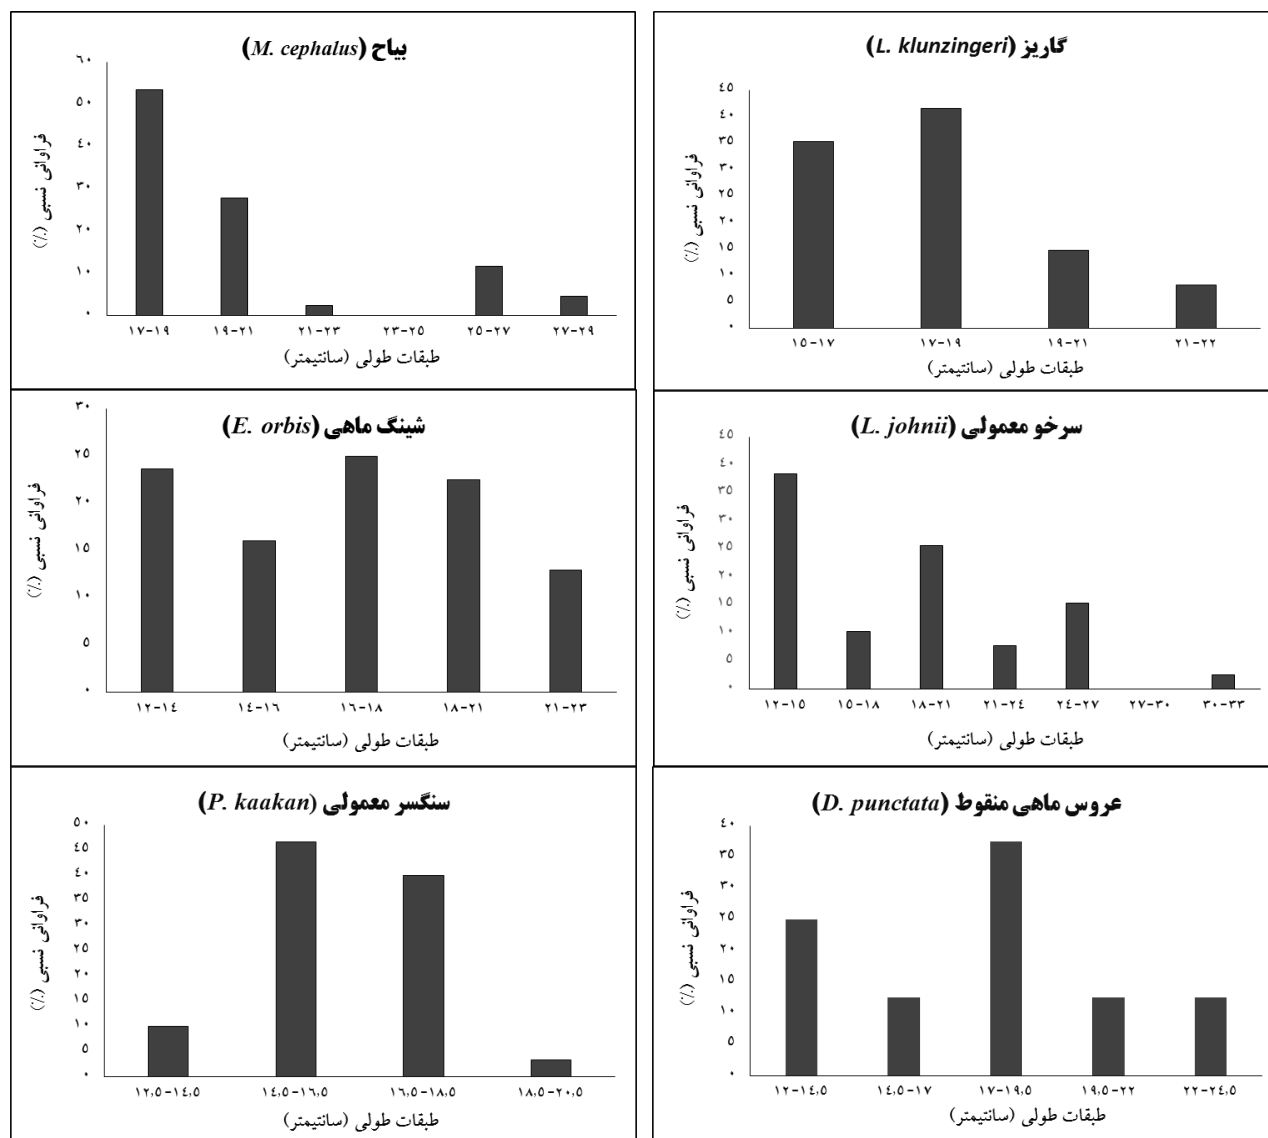 بیاح (M. cephalus)
۶۰
۵۰
۴۰
۳۰
۲۰
۱۰
۰
فراوانی نسبی (٪)
۱۷-۱۹ ۱۹-۲۱ ۲۱-۲۳ ۲۳-۲۵ ۲۵-۲۷ ۲۷-۲۹
طبقات طولی (سانتیمتر)
گاریز (L. klunzingeri)
۴۵
۴۰
۳۵
۳۰
۲۵
۲۰
۱۵
۱۰
۵
۰
فراوانی نسبی (٪)
۱۵-۱۷ ۱۷-۱۹ ۱۹-۲۱ ۲۱-۲۲
طبقات طولی (سانتیمتر)
شینگ ماهی (E. orbis)
۳۰
۲۵
۲۰
۱۵
۱۰
۵
۰
فراوانی نسبی (٪)
۱۲-۱۴ ۱۴-۱۶ ۱۶-۱۸ ۱۸-۲۱ ۲۱-۲۳
طبقات طولی (سانتیمتر)
سرخو معمولی (L. johnii)
۴۵
۴۰
۳۵
۳۰
۲۵
۲۰
۱۵
۱۰
۵
۰
فراوانی نسبی (٪)
۱۲-۱۵ ۱۵-۱۸ ۱۸-۲۱ ۲۱-۲۴ ۲۴-۲۷ ۲۷-۳۰ ۳۰-۳۳
طبقات طولی (سانتیمتر)
سنگسر معمولی (P. kaakan)
۵۰
۴۵
۴۰
۳۵
۳۰
۲۵
۲۰
۱۵
۱۰
۵
۰
فراوانی نسبی (٪)
۱۲,۵-۱۴,۵ ۱۴,۵-۱۶,۵ ۱۶,۵-۱۸,۵ ۱۸,۵-۲۰,۵
طبقات طولی (سانتیمتر)
عروس ماهی منقوط (D. punctata)
۴۰
۳۵
۳۰
۲۵
۲۰
۱۵
۱۰
۵
۰
فراوانی نسبی (٪)
۱۲-۱۴,۵ ۱۴,۵-۱۷ ۱۷-۱۹,۵ ۱۹,۵-۲۲ ۲۲-۲۴,۵
طبقات طولی (سانتیمتر)